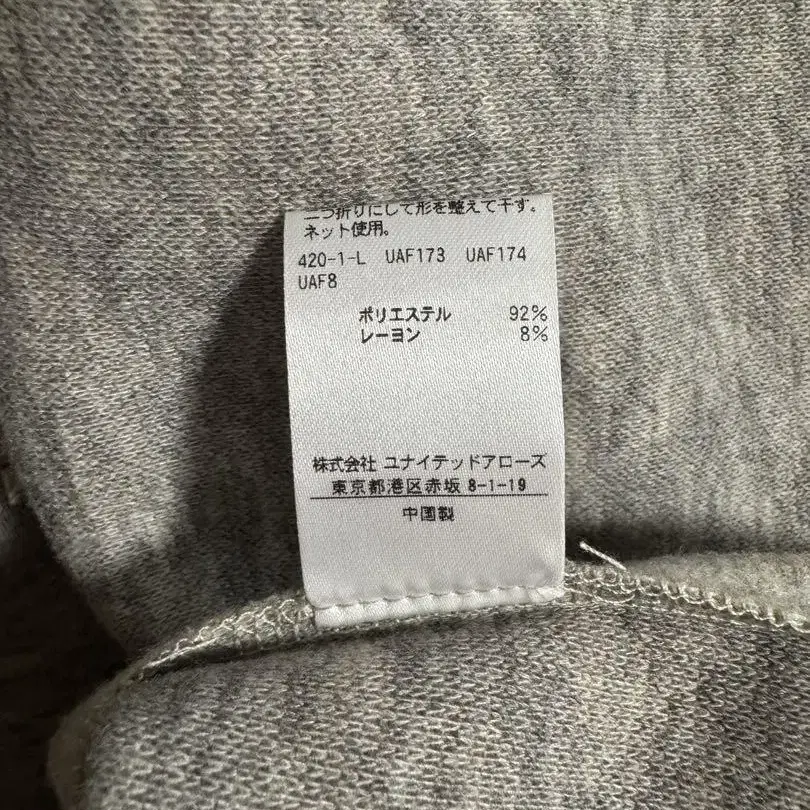 二つ折りにして形を整えて干す。
ネット使用。
420-1-L UAF173 UAF174
UAF8
ポリエステル 92%
レーヨン 8%
株式会社 ユナイテッドアローズ
東京都港区赤坂 8-1-19
中国製